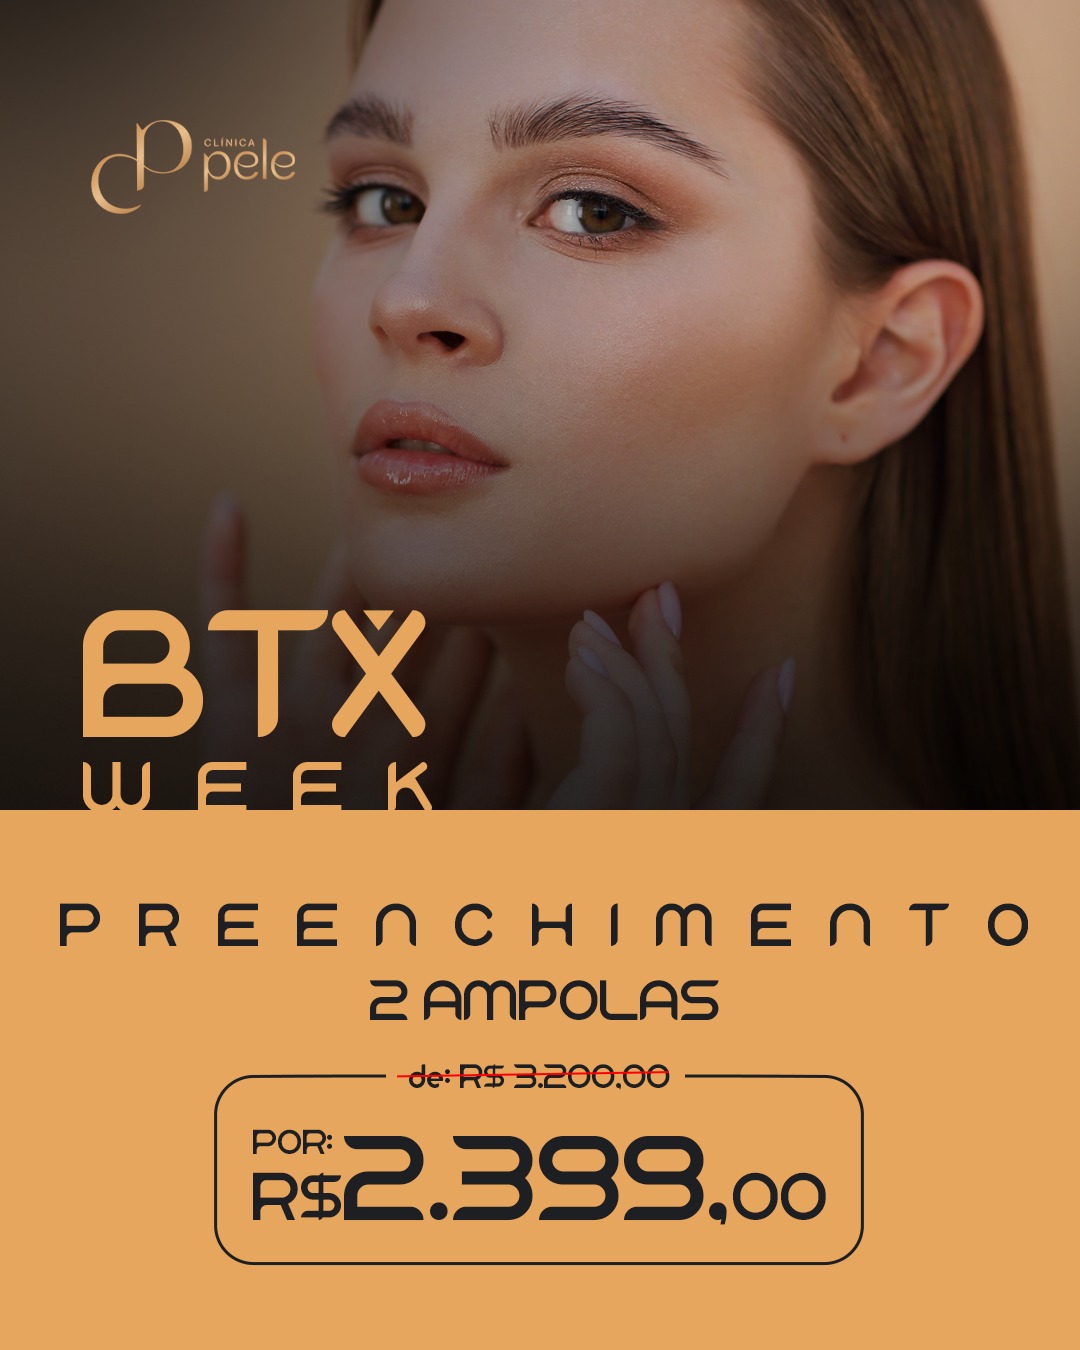 CLÍNICA
pele
BTX
WEEK
PREENCHIMENTO
2 AMPOLAS
de: R$ 3.200,00
POR:
R$2.399,00